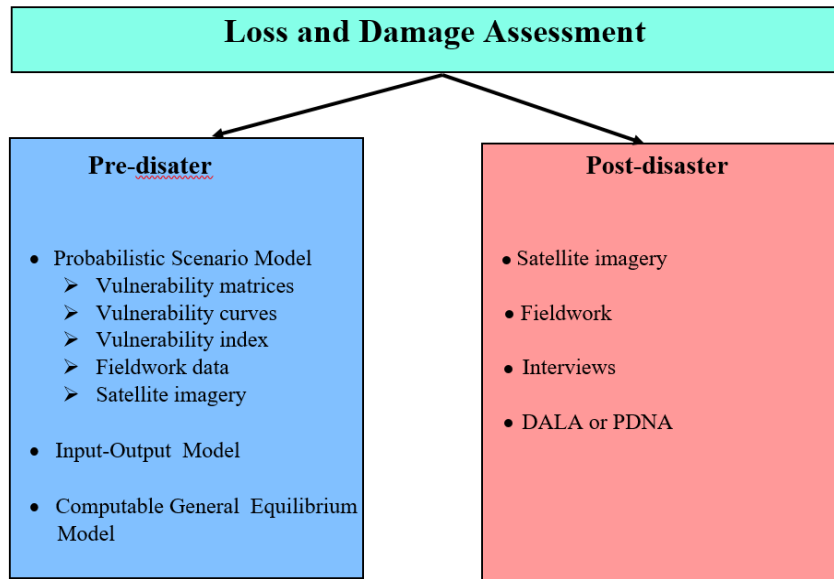 Loss and Damage Assessment
Pre-disater
• Probabilistic Scenario Model
➢ Vulnerability matrices
➢ Vulnerability curves
➢ Vulnerability index
➢ Fieldwork data
➢ Satellite imagery
• Input-Output Model
• Computable General Equilibrium
Model
Post-disaster
• Satellite imagery
• Fieldwork
• Interviews
• DALA or PDNA